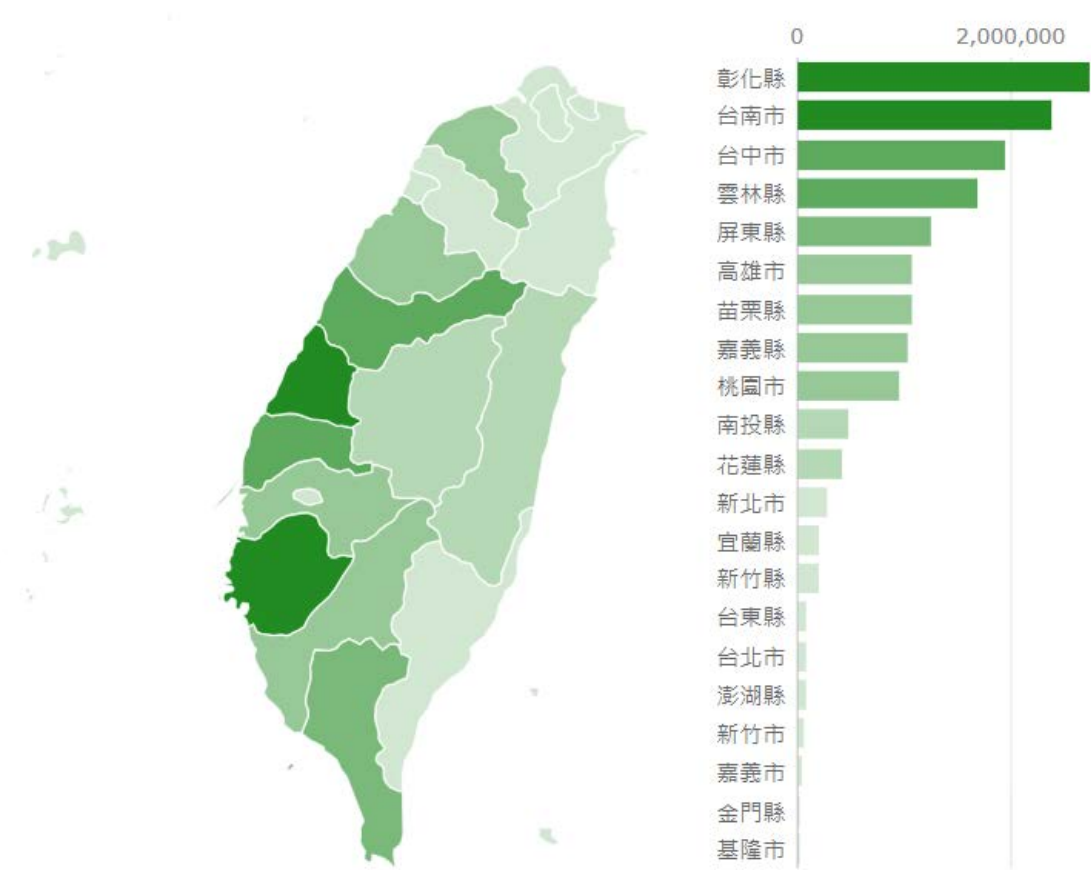 0 2,000,000
彰化縣
台南市
台中市
雲林縣
屏東縣
高雄市
苗栗縣
嘉義縣
桃園市
南投縣
花蓮縣
新北市
宜蘭縣
新竹縣
台東縣
台北市
澎湖縣
新竹市
嘉義市
金門縣
基隆市